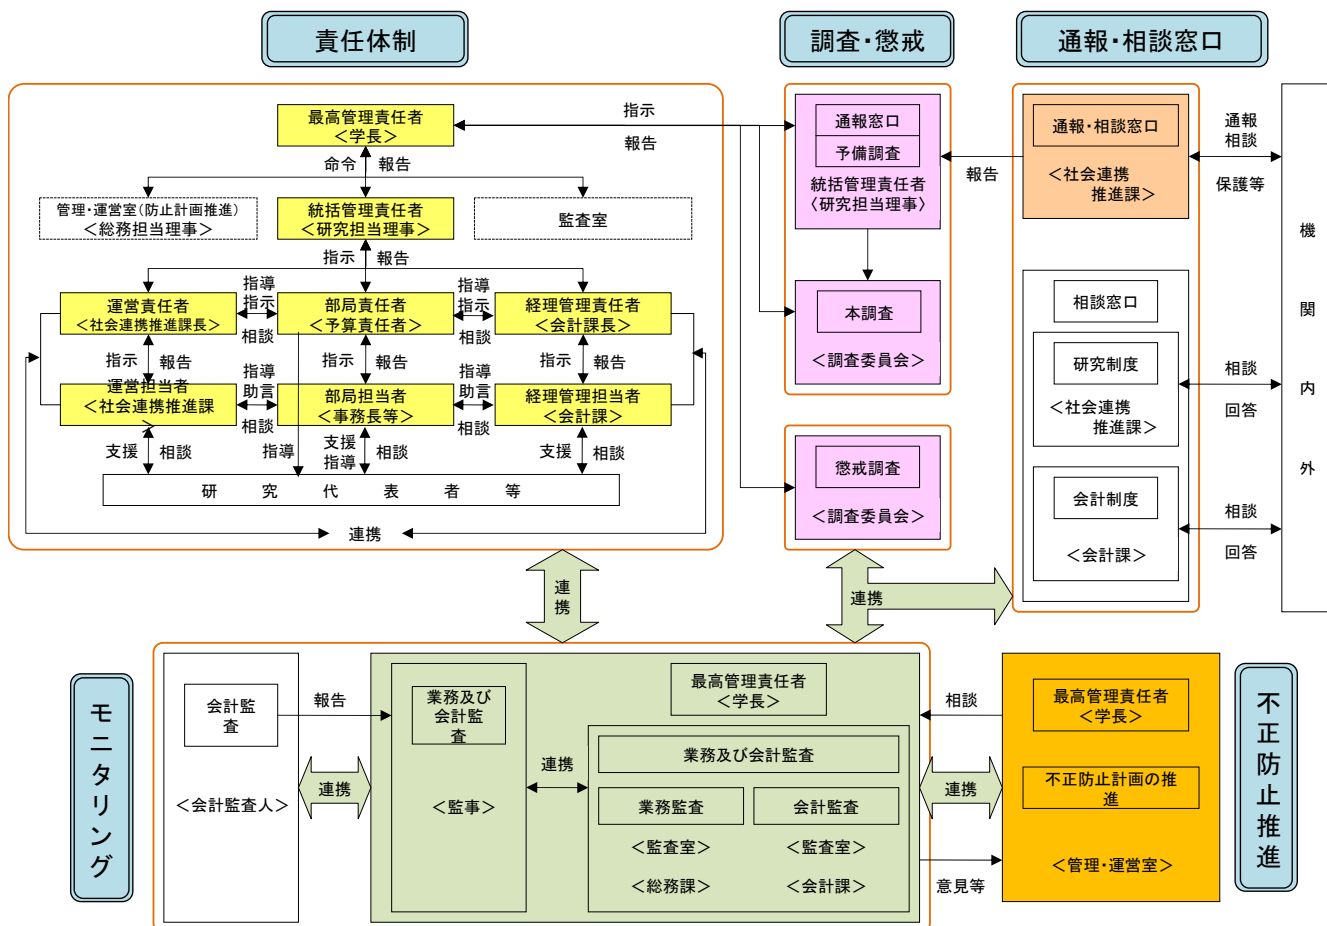 責任体制
調査・懲戒
通報・相談窓口
最高管理責任者
＜学長＞
指示
報告
命令
報告
管理・運営室（防止計画推進）
＜総務担当理事＞
統括管理責任者
＜研究担当理事＞
監査室
指示
報告
運営責任者
＜社会連携推進課長＞
指導
指示
相談
部局責任者
＜予算責任者＞
指導
指示
相談
経理管理責任者
＜会計課長＞
指示
報告
指示
報告
指示
報告
運営担当者
＜社会連携推進課
＞
指導
助言
相談
部局担当者
＜事務長等＞
指導
助言
相談
経理管理担当者
＜会計課＞
支援
相談
指導
支援
指導
相談
支援
相談
研究代表者等
連携
通報窓口
予備調査
統括管理責任者
〈研究担当理事〉
本調査
＜調査委員会＞
懲戒調査
＜調査委員会＞
報告
通報・相談窓口
＜社会連携
推進課＞
通報
相談
保護等
相談窓口
研究制度
＜社会連携
推進課＞
相談
回答
会計制度
＜会計課＞
相談
回答
機
関
内
外
連
携
連携
モニタリング
会計監
査
＜会計監査人＞
報告
連携
業務及び
会計監
査
＜監事＞
連携
最高管理責任者
＜学長＞
業務及び会計監査
業務監査
会計監査
＜監査室＞
＜監査室＞
＜総務課＞
＜会計課＞
相談
連携
意見等
最高管理責任者
＜学長＞
不正防止計画の推
進
＜管理・運営室＞
不正防止推進